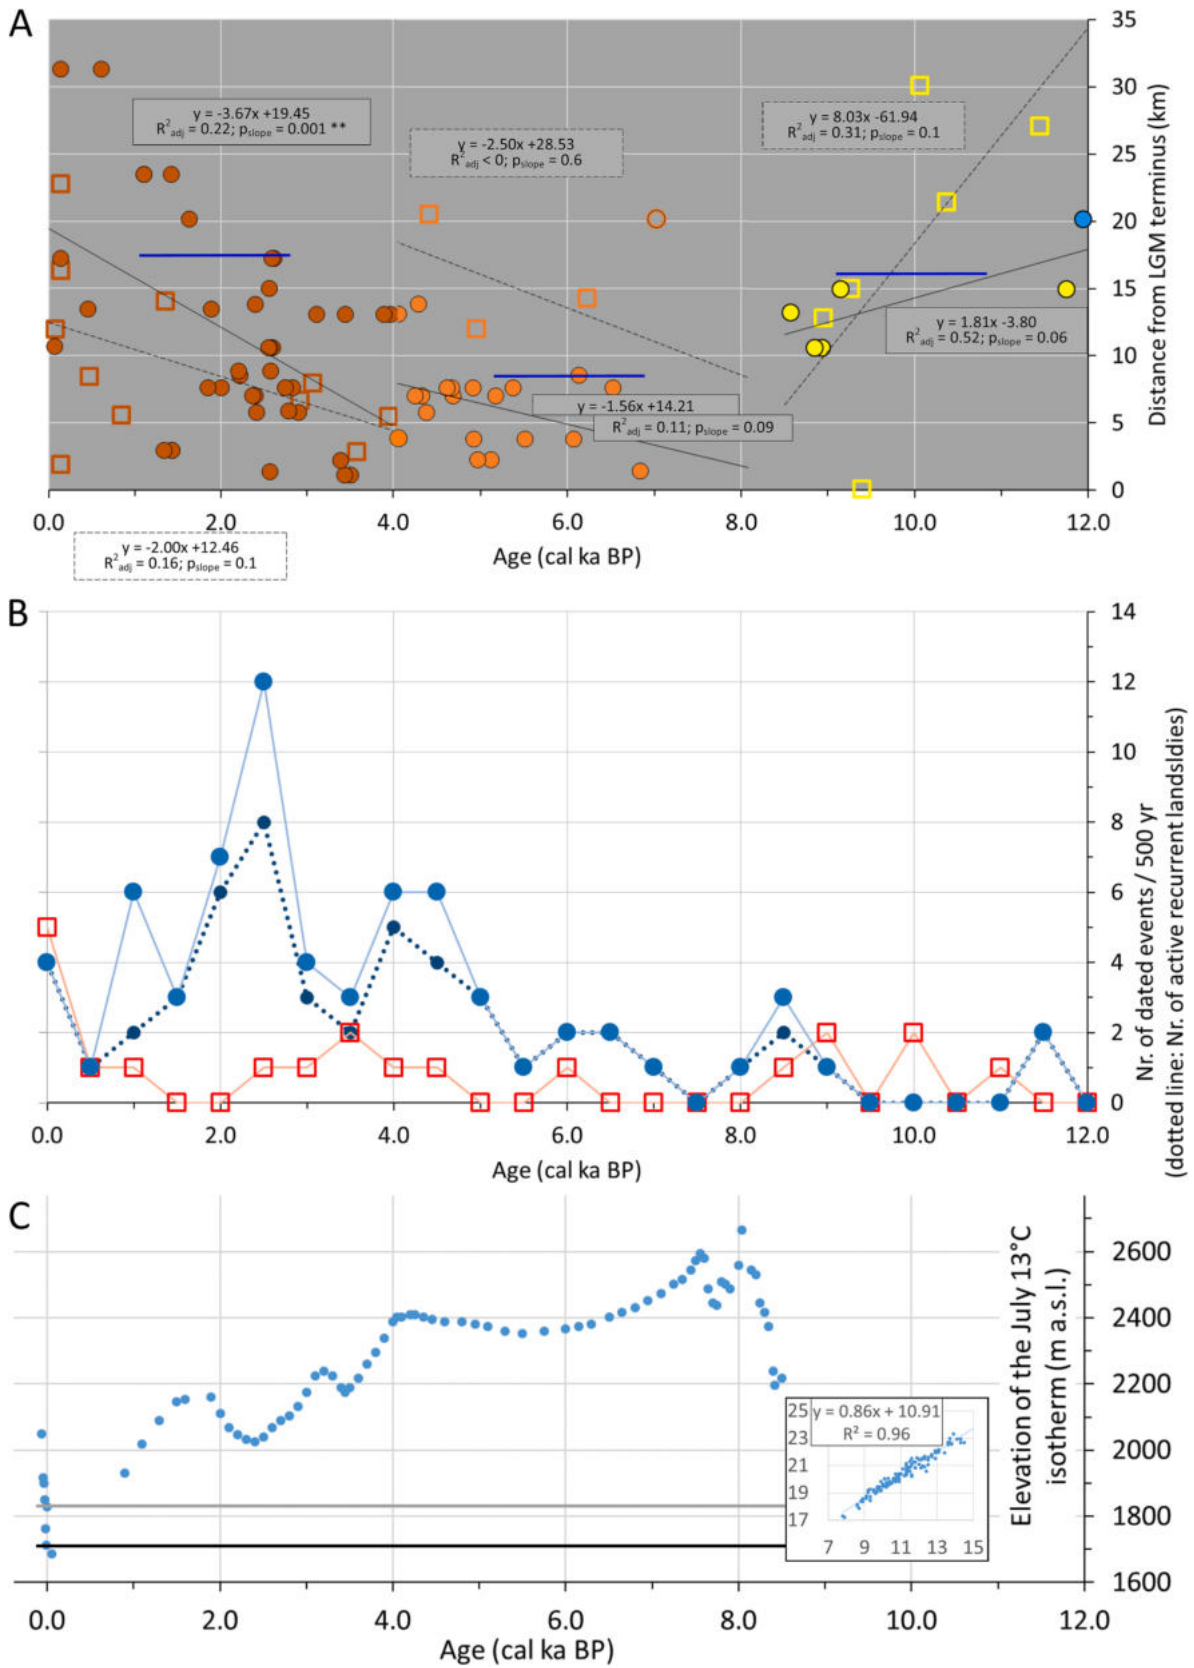 A
35
30
25
20
15
10
5
0
Distance from LGM terminus (km)
y = -3.67x +19.45
R²adj = 0.22; pslope = 0.001 **
y = -2.50x +28.53
R²adj < 0; pslope = 0.6
y = 8.03x -61.94
R²adj = 0.31; pslope = 0.1
y = 1.81x -3.80
R²adj = 0.52; pslope = 0.06
y = -1.56x +14.21
R²adj = 0.11; pslope = 0.09
0.0 2.0 4.0 6.0 8.0 10.0 12.0
Age (cal ka BP)
y = -2.00x +12.46
R²adj = 0.16; pslope = 0.1
B
14
12
10
8
6
4
2
0
Nr. of dated events / 500 yr
(dotted line: Nr. of active recurrent landsldies)
0.0 2.0 4.0 6.0 8.0 10.0 12.0
Age (cal ka BP)
C
2600
2400
2200
2000
1800
1600
Elevation of the July 13°C
isotherm (m a.s.l.)
y = 0.86x + 10.91
R² = 0.96
25
23
21
19
17
7 9 11 13 15
0.0 2.0 4.0 6.0 8.0 10.0 12.0
Age (cal ka BP)